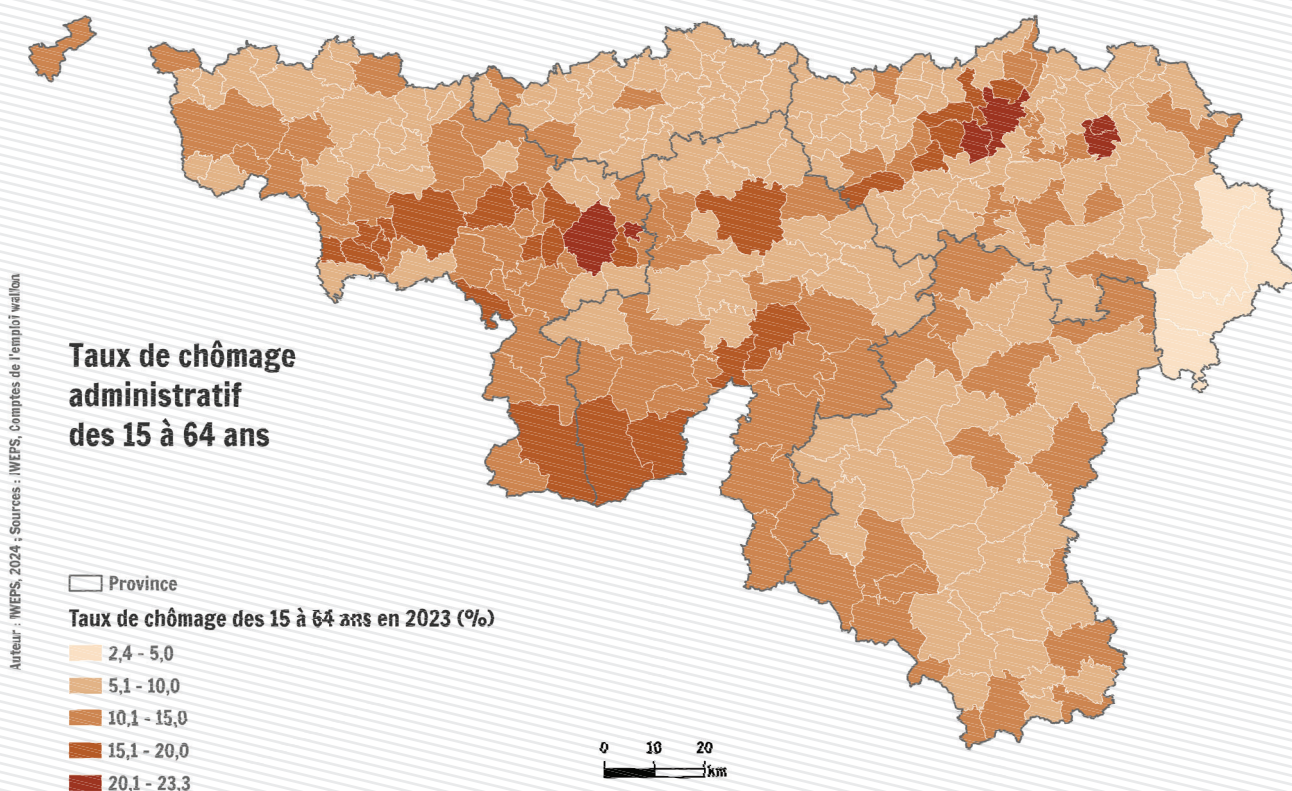 Taux de chômage
administratif
des 15 à 64 ans
Auteur : IWEPS, 2024 ; Sources : IWEPS, Comptes de l'emploi wallon
Province
Taux de chômage des 15 à 64 ans en 2023 (%)
2,4 - 5,0
5,1 - 10,0
10,1 - 15,0
15,1 - 20,0
20,1 - 23,3
0 10 20
km